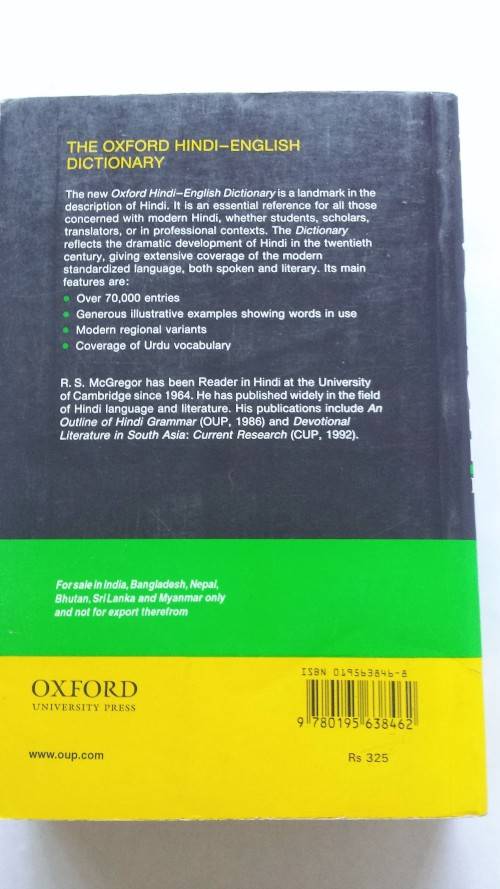 THE OXFORD HINDI–ENGLISH
DICTIONARY
The new Oxford Hindi–English Dictionary is a landmark in the
description of Hindi. It is an essential reference for all those
concerned with modern Hindi, whether students, scholars,
translators, or in professional contexts. The Dictionary
reflects the dramatic development of Hindi in the twentieth
century, giving extensive coverage of the modern
standardized language, both spoken and literary. Its main
features are:
• Over 70,000 entries
• Generous illustrative examples showing words in use
• Modern regional variants
• Coverage of Urdu vocabulary
R. S. McGregor has been Reader in Hindi at the University
of Cambridge since 1964. He has published widely in the field
of Hindi language and literature. His publications include An
Outline of Hindi Grammar (OUP, 1986) and Devotional
Literature in South Asia: Current Research (CUP, 1992).
For sale in India, Bangladesh, Nepal,
Bhutan, Sri Lanka and Myanmar only
and not for export therefrom
OXFORD
UNIVERSITY PRESS
www.oup.com
ISBN 019563846-8
9 780195 638462
Rs 325